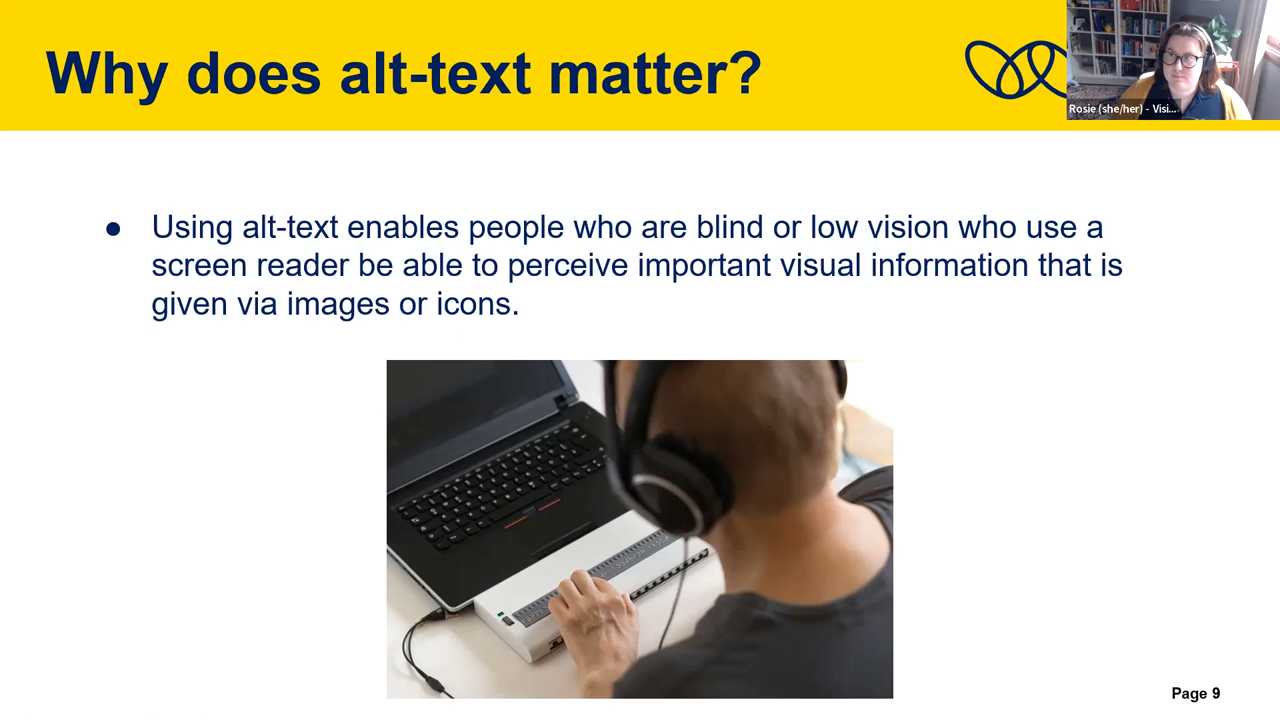 Why does alt-text matter?
Rosie (she/her) - Visi...
● Using alt-text enables people who are blind or low vision who use a
screen reader be able to perceive important visual information that is
given via images or icons.
Page 9